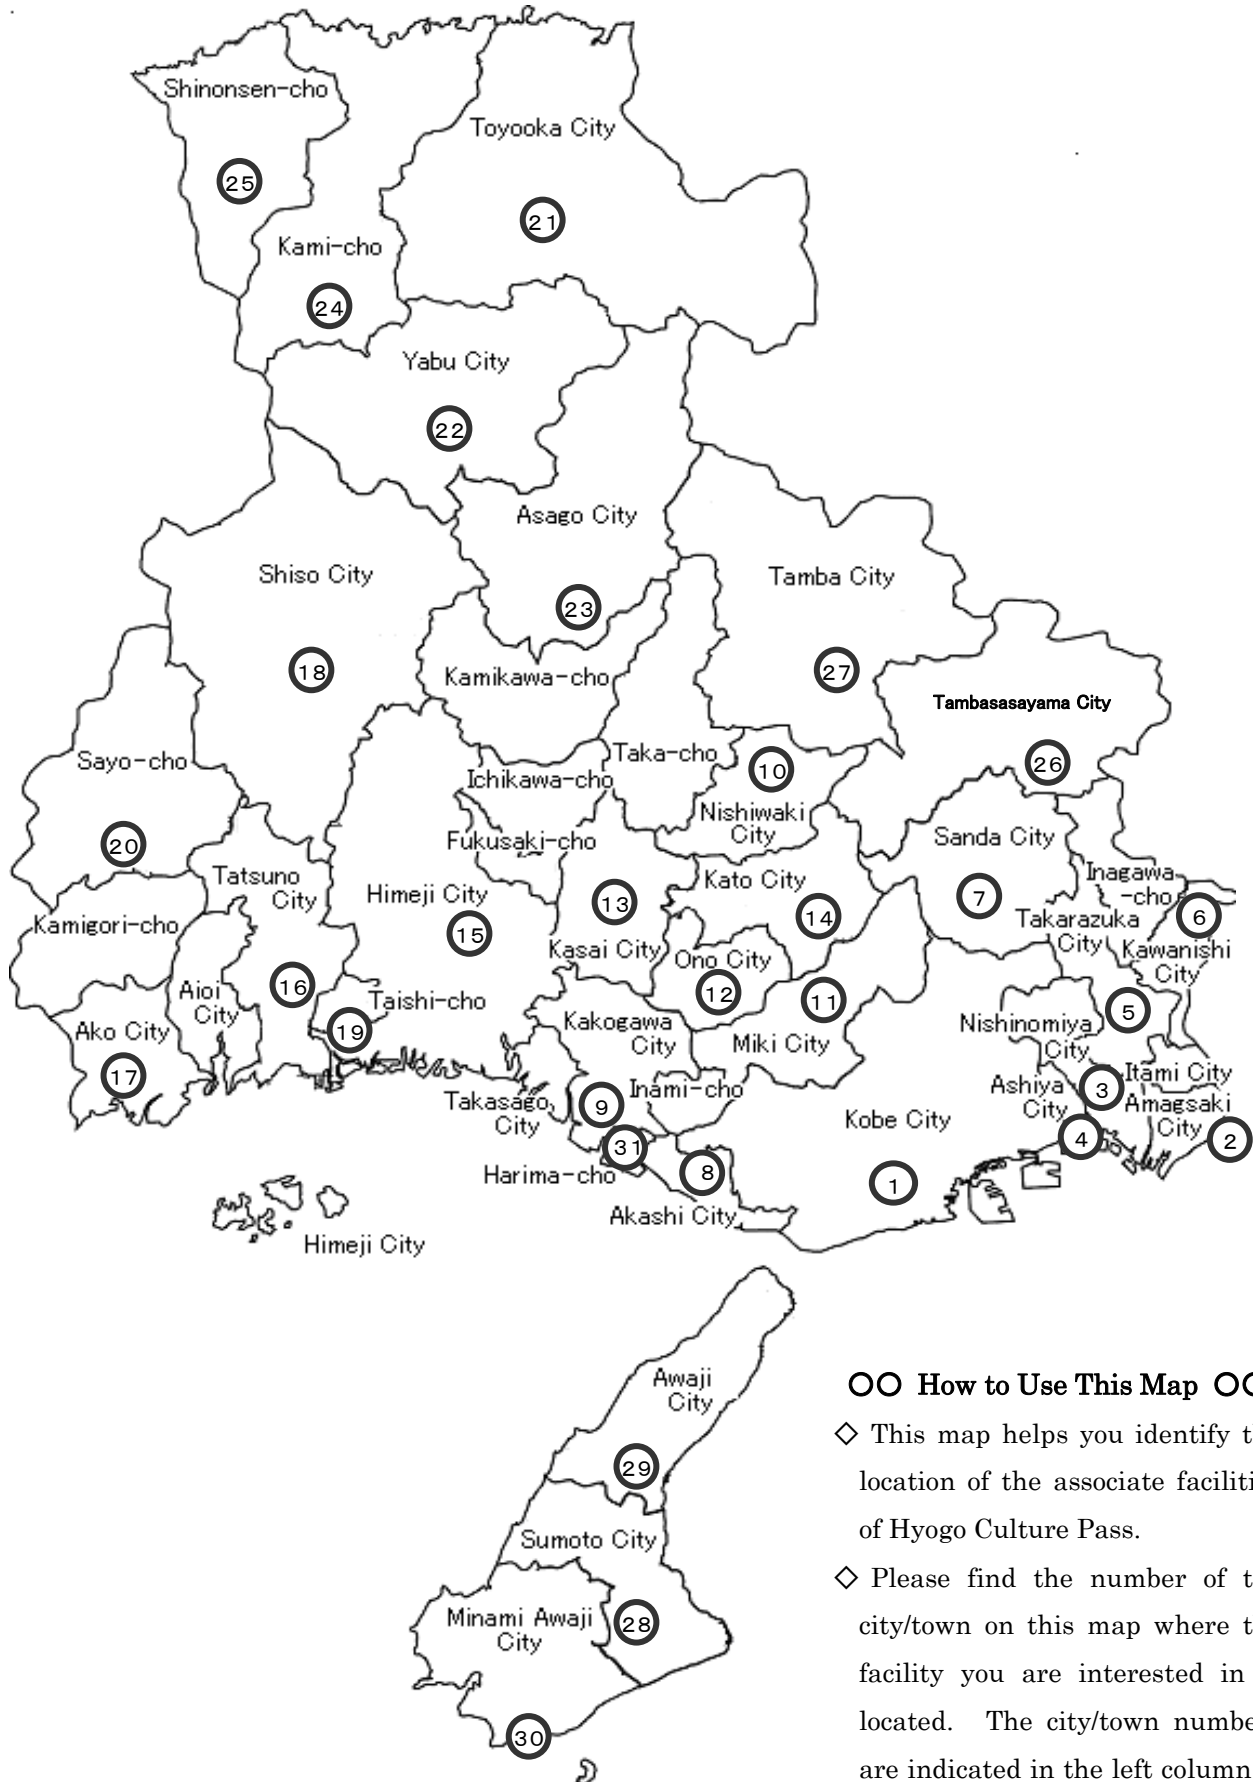 Shinonsen-cho
Toyooka City
25
21
Kami-cho
24
Yabu City
22
Asago City
Shiso City
Tamba City
23
18
Kamikawa-cho
27
Tambasasayama City
Sayo-cho
Taka-cho
10
26
Ichikawa-cho
Nishiwaki
City
20
Fukusaki-cho
Sanda City
Tatsuno
City
Himeji City
Kato City
Inagawa
-cho
7
13
14
6
Kamigori-cho
15
Kasai City
Takarazuka
City
Ono City
Kawanishi
City
16
12
11
Aioi
City
Taishi-cho
5
Ako City
19
Kakogawa
City
Miki City
Nishinomiya
City
17
Itami City
Inami-cho
3
Takasago
City
9
Ashiya
City
Amagsaki
City
Kobe City
4
2
31
Harima-cho
8
1
Akashi City
Himeji City
Awaji
City
29
Sumoto City
Minami Awaji
City
28
30
○○ How to Use This Map ○
◇ This map helps you identify t
location of the associate faciliti
of Hyogo Culture Pass.
◇ Please find the number of t
city/town on this map where t
facility you are interested in
located. The city/town numbe
are indicated in the left column